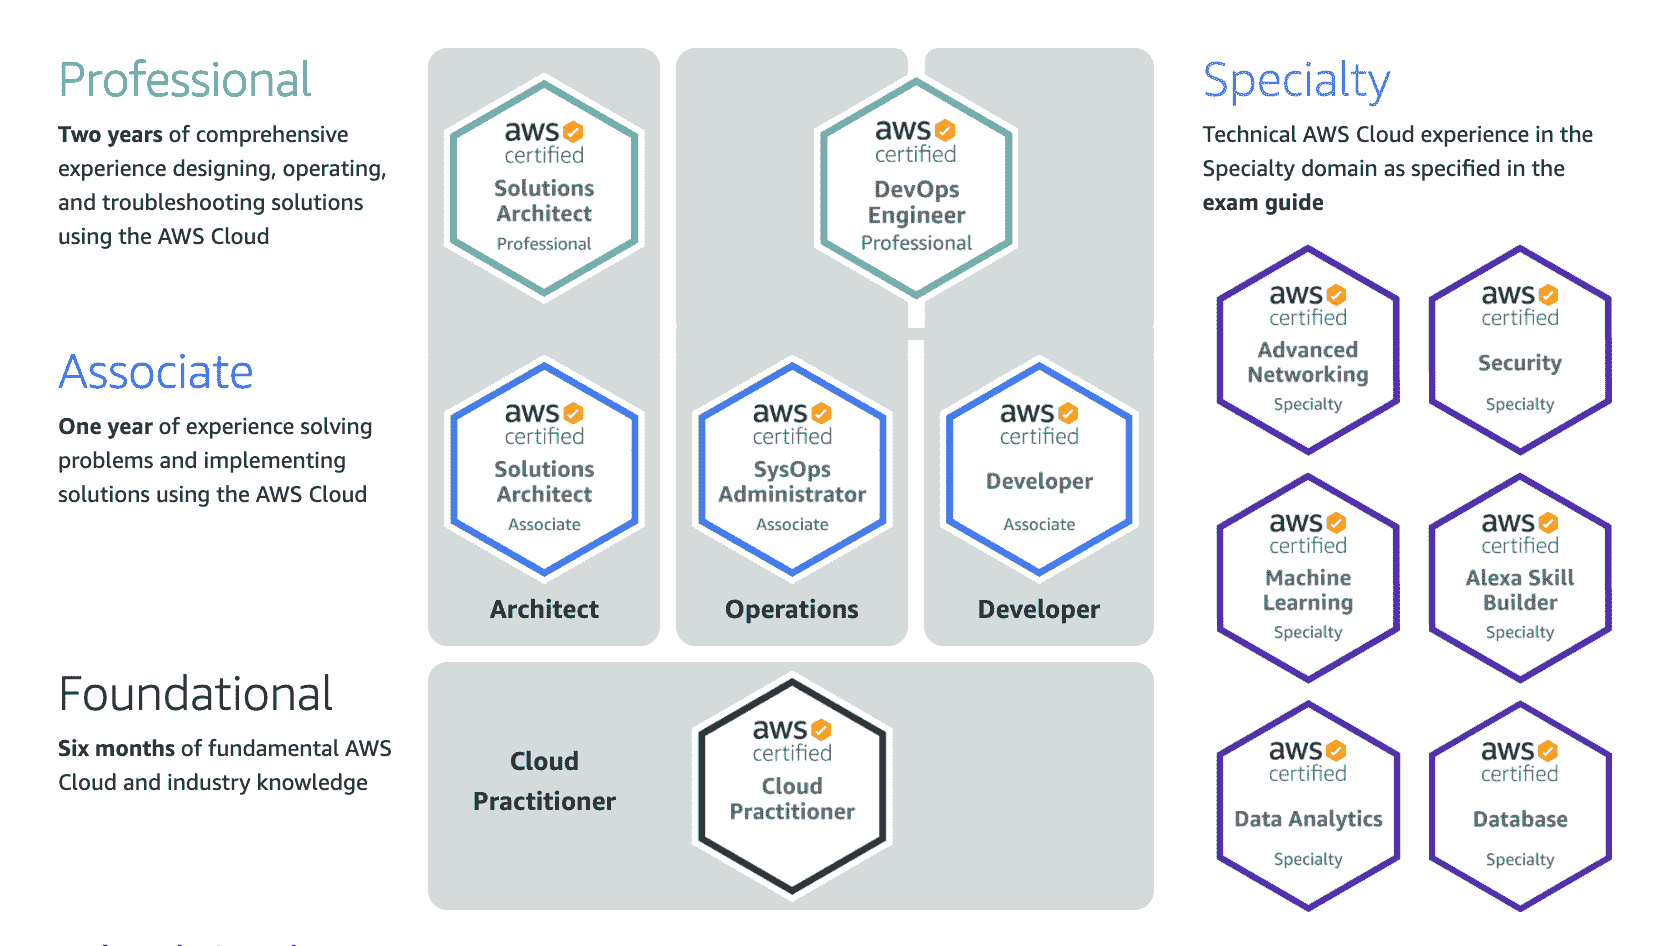 Professional
Two years of comprehensive
experience designing, operating,
and troubleshooting solutions
using the AWS Cloud
aws
certified
Solutions
Architect
Professional
aws
certified
DevOps
Engineer
Professional
Associate
One year of experience solving
problems and implementing
solutions using the AWS Cloud
aws
certified
Solutions
Architect
Associate
Architect
aws
certified
SysOps
Administrator
Associate
Operations
aws
certified
Developer
Associate
Developer
Foundational
Six months of fundamental AWS
Cloud and industry knowledge
Cloud
Practitioner
aws
certified
Cloud
Practitioner
Specialty
Technical AWS Cloud experience in the
Specialty domain as specified in the
exam guide
aws
certified
Advanced
Networking
Specialty
aws
certified
Security
Specialty
aws
certified
Machine
Learning
Specialty
aws
certified
Alexa Skill
Builder
Specialty
aws
certified
Data Analytics
Specialty
aws
certified
Database
Specialty